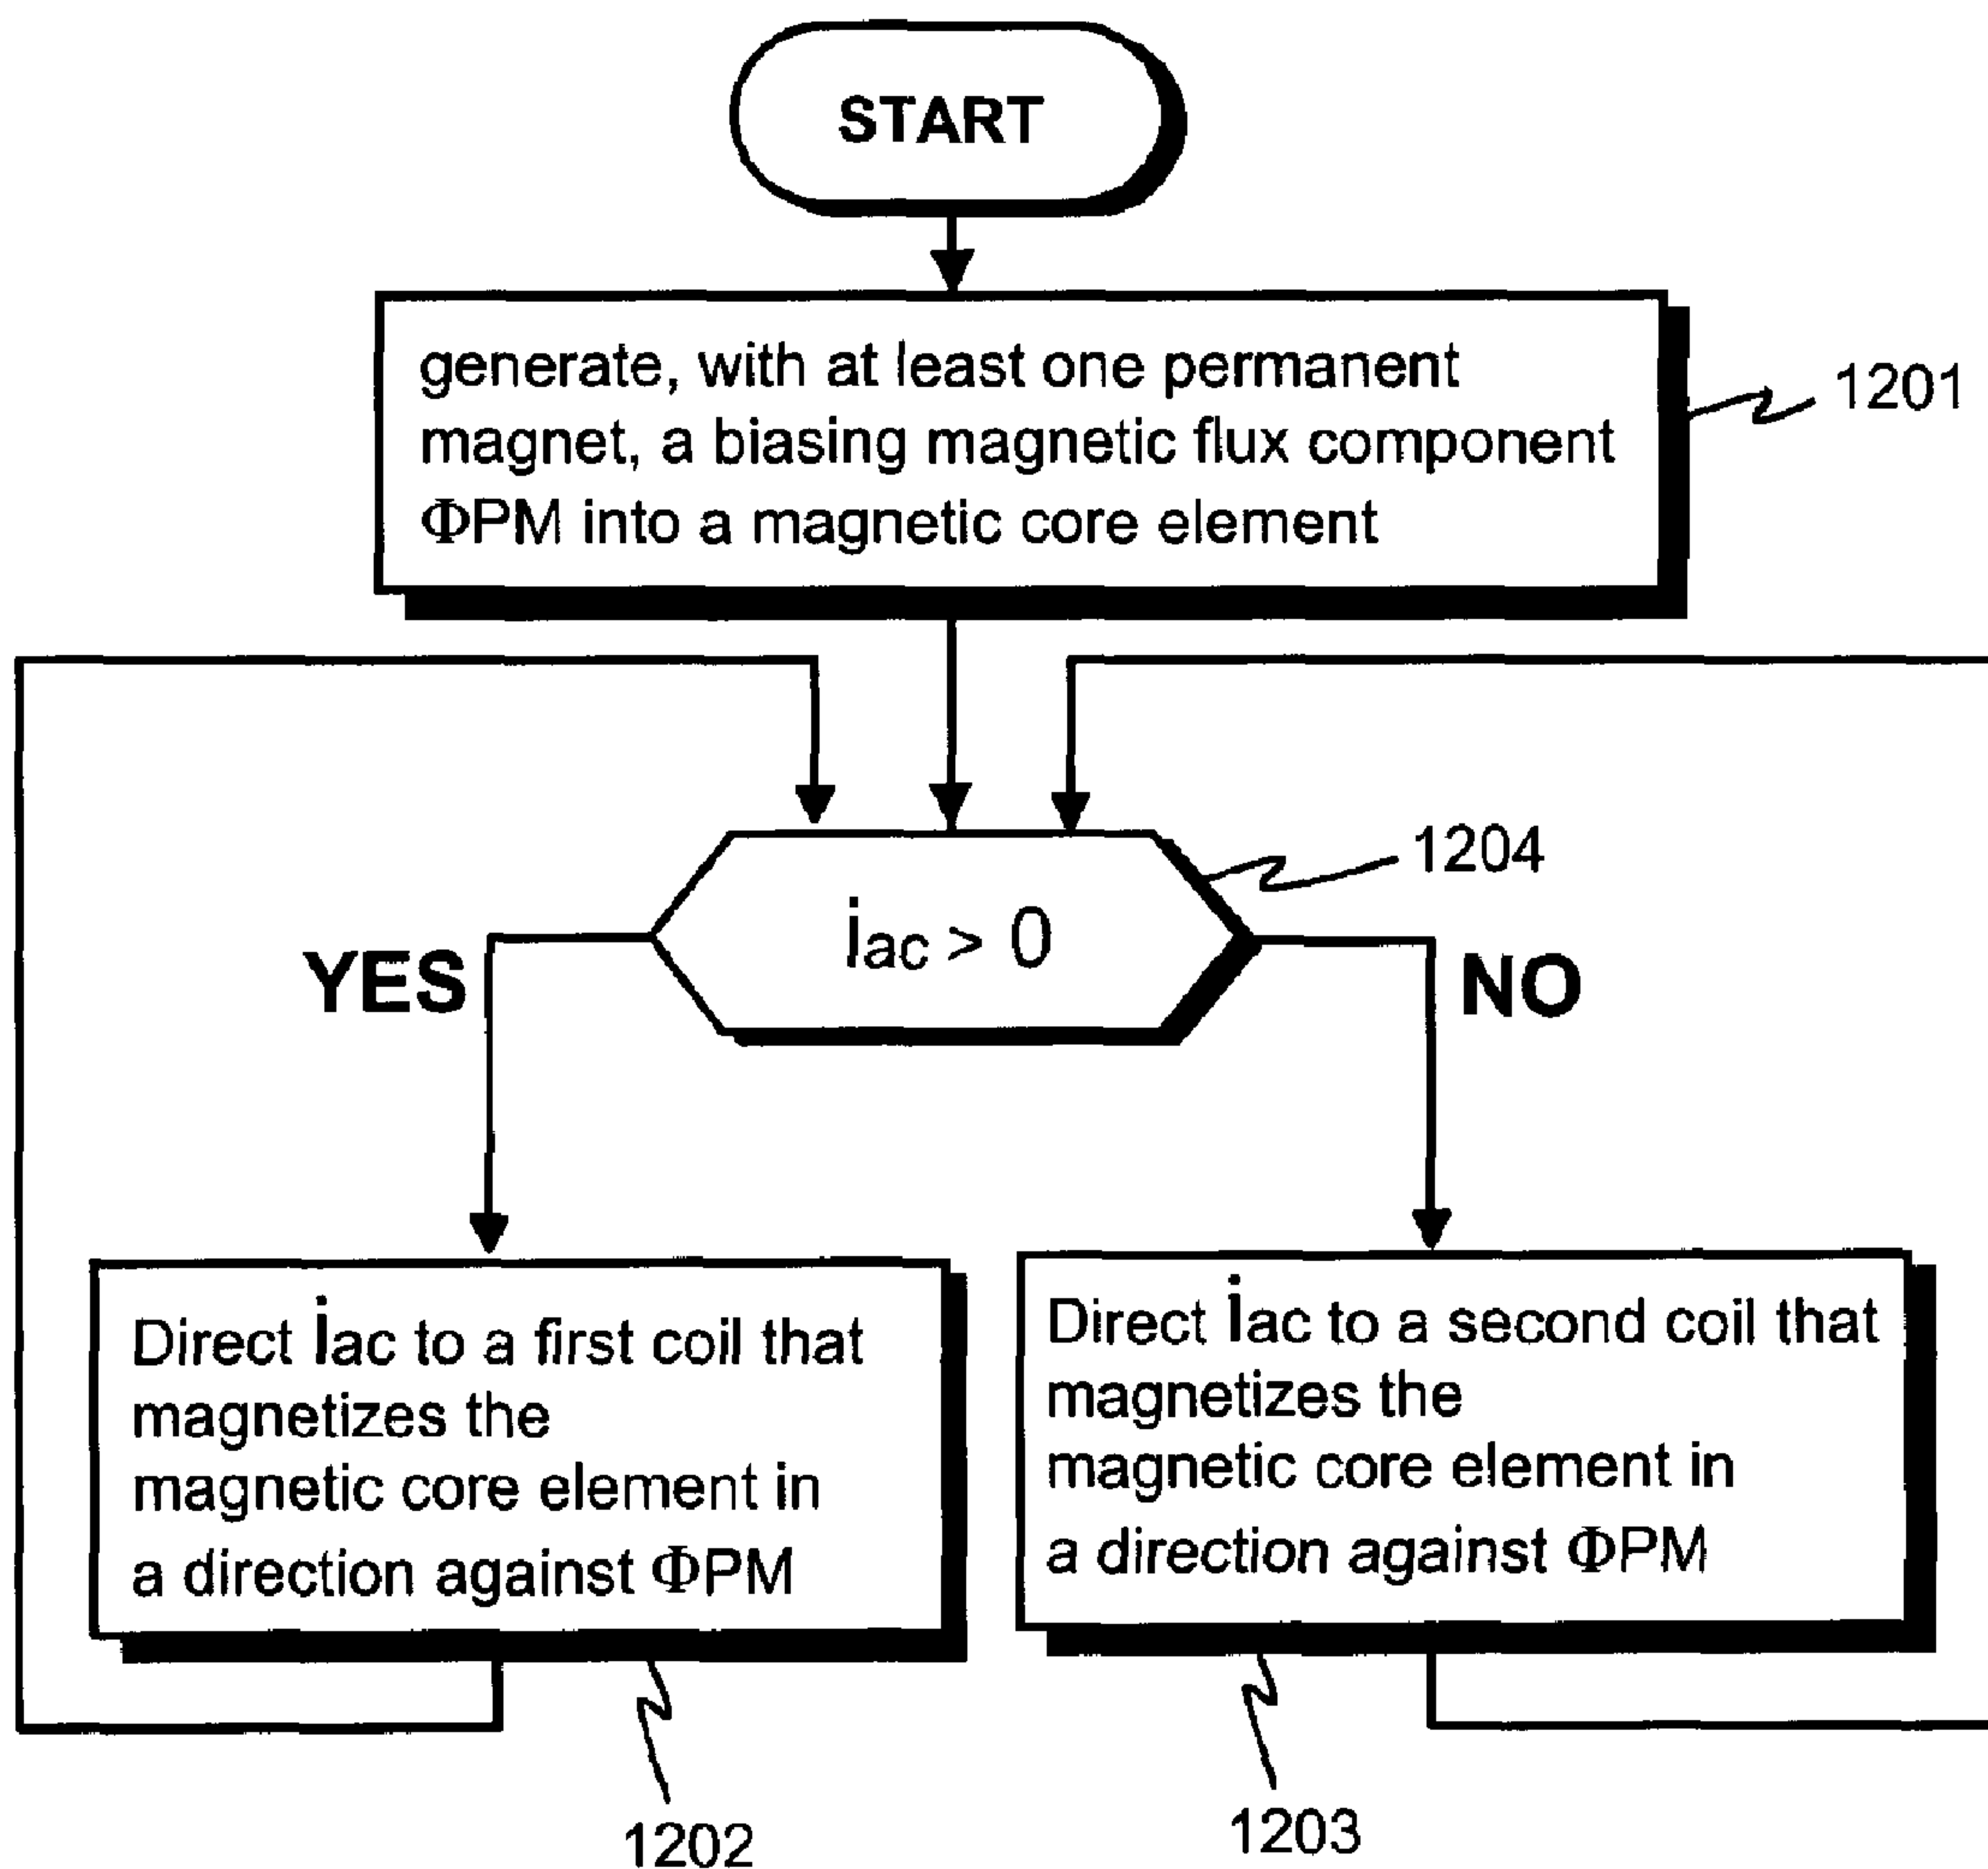 START
generate, with at least one permanent
magnet, a biasing magnetic flux component
ΦPM into a magnetic core element
1201
1204
iac > 0
YES
NO
Direct iac to a first coil that
magnetizes the
magnetic core element in
a direction against ΦPM
Direct iac to a second coil that
magnetizes the
magnetic core element in
a direction against ΦPM
1202
1203